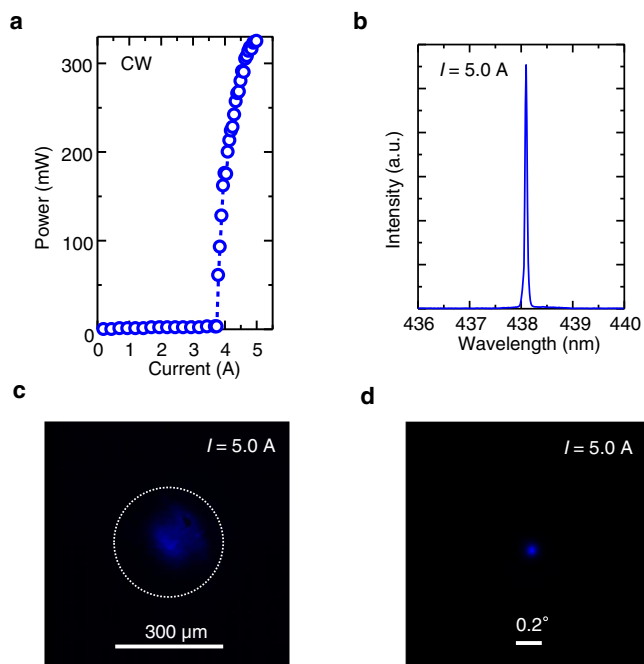 a
CW
Power (mW)
300
200
100
0
0 1 2 3 4 5
Current (A)
b
I = 5.0 A
Intensity (a.u.)
436 437 438 439 440
Wavelength (nm)
c
I = 5.0 A
300 µm
d
I = 5.0 A
0.2°